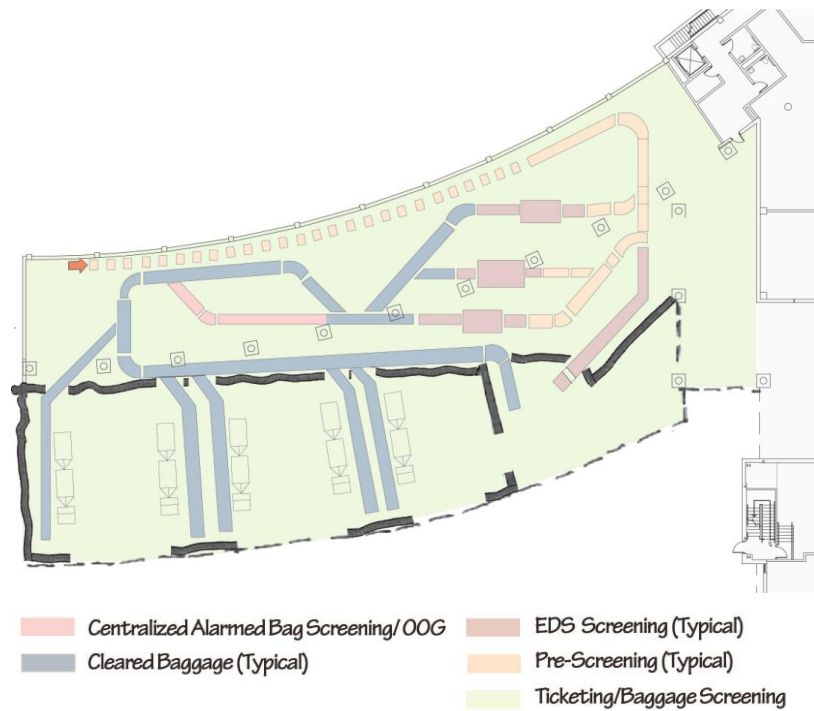 Centralized Alarmed Bag Screening/ OOG
Cleared Baggage (Typical)
EDS Screening (Typical)
Pre-Screening (Typical)
Ticketing/Baggage Screening